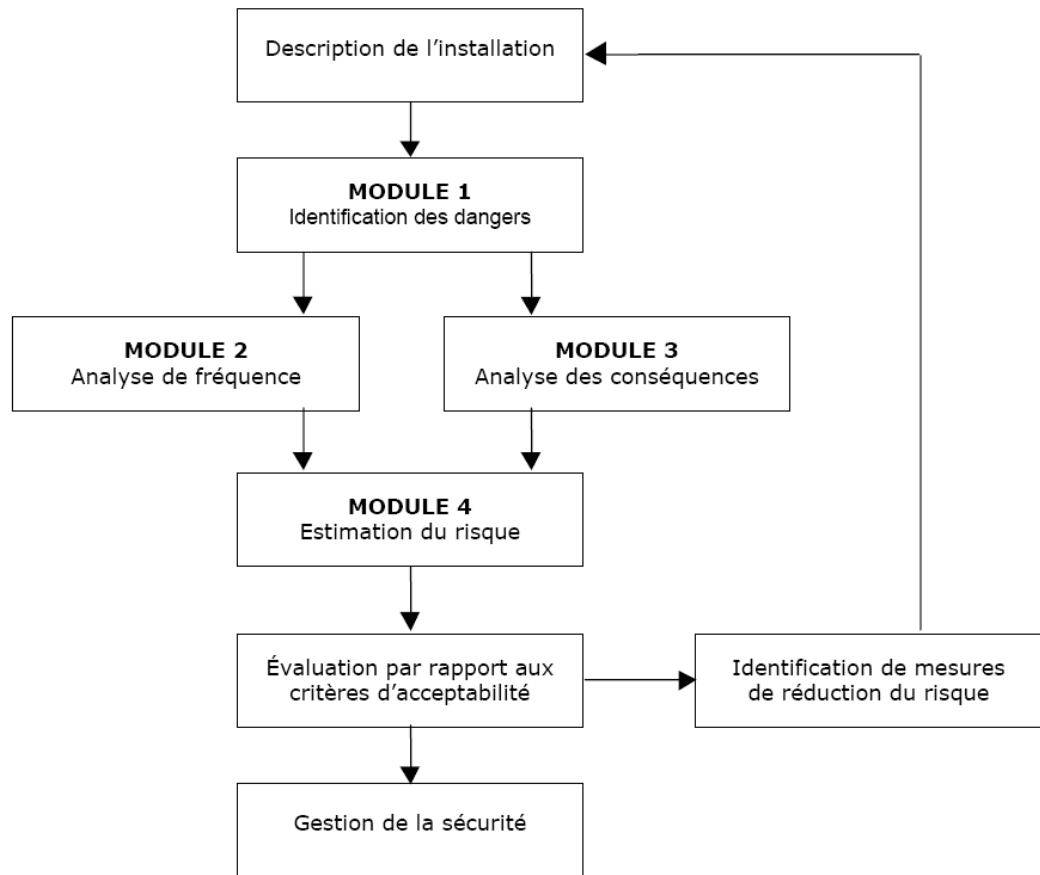 Description de l’installation
MODULE 1
Identification des dangers
MODULE 2
Analyse de fréquence
MODULE 3
Analyse des conséquences
MODULE 4
Estimation du risque
Évaluation par rapport aux
critères d’acceptabilité
Identification de mesures
de réduction du risque
Gestion de la sécurité